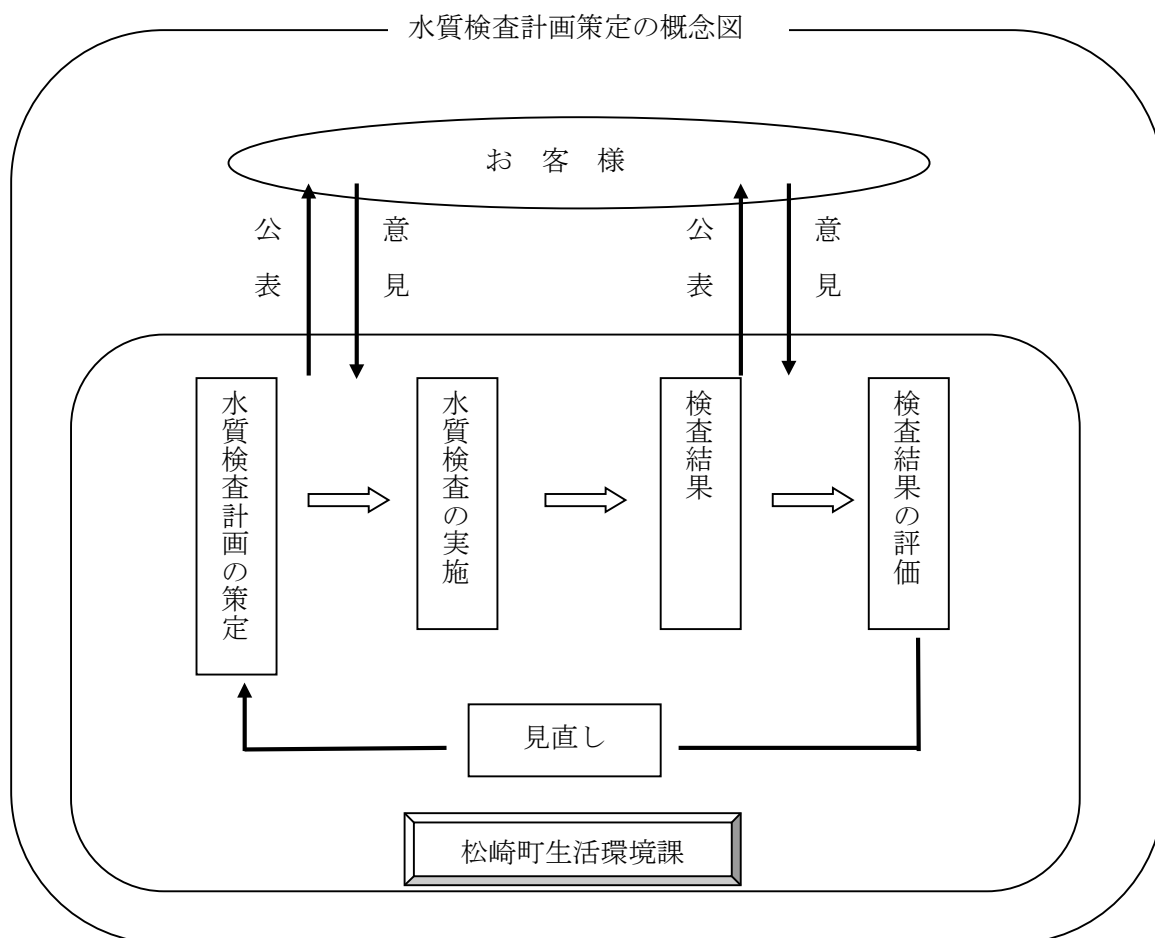 水質検査計画策定の概念図
お 客 様
公表
意見
公表
意見
水質検査計画の策定
水質検査の実施
検査結果
検査結果の評価
見直し
松崎町生活環境課